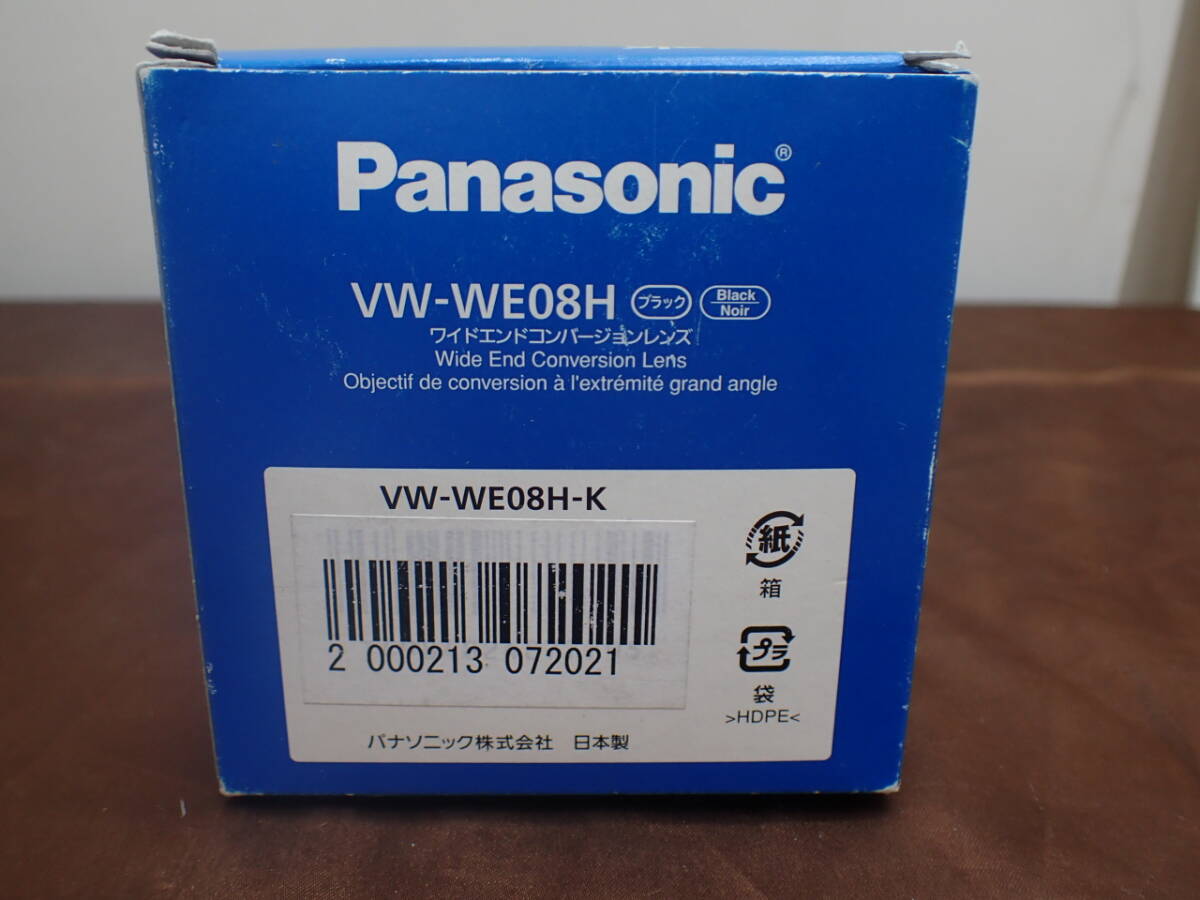 Panasonic®
VW-WE08H ブラック Black Noir
ワイドエンドコンバージョンレンズ
Wide End Conversion Lens
Objectif de conversion à l'extrémité grand angle
VW-WE08H-K
2 000213 072021
紙
箱
プラ
袋
>HDPE<
パナソニック株式会社 日本製